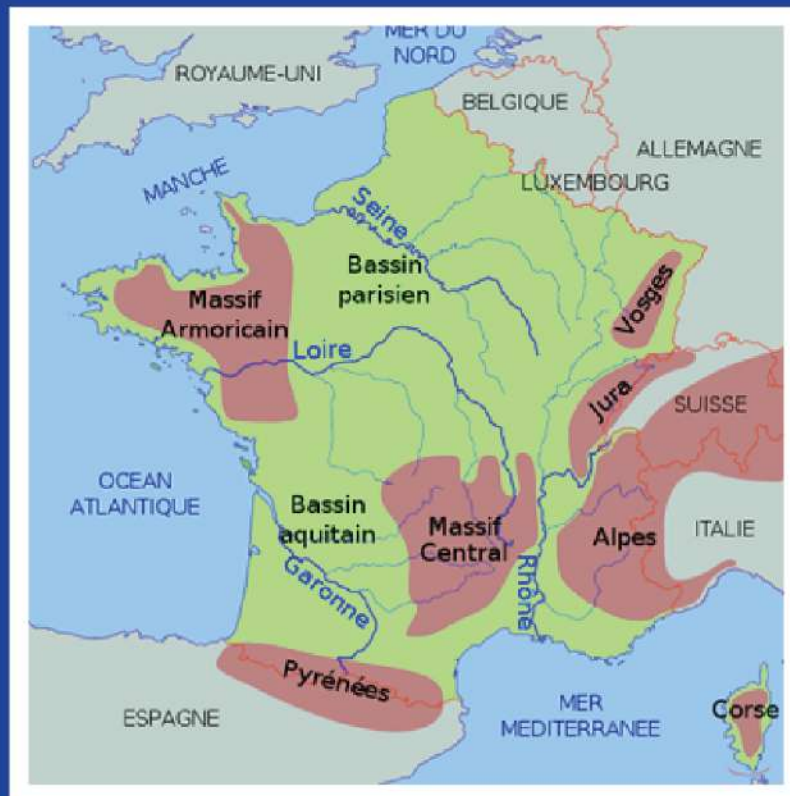 MER DU
NORD
ROYAUME-UNI
BELGIQUE
ALLEMAGNE
LUXEMBOURG
MANCHE
Seine
Bassin
parisien
Vosges
Massif
Armoricain
Loire
Jura
SUISSE
OCEAN
ATLANTIQUE
Bassin
aquitain
Massif
Central
Alpes
ITALIE
Garonne
Rhône
Pyrénées
ESPAGNE
MER
MEDITERRANEE
Corse